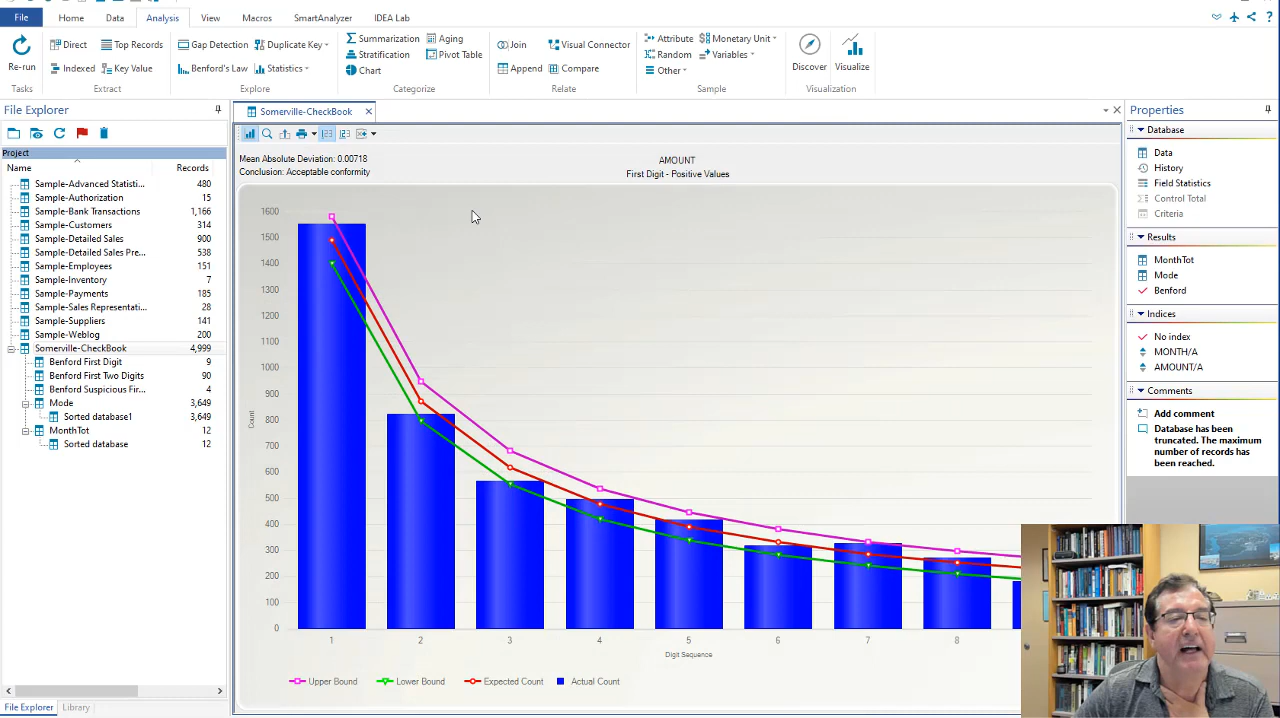 File Home Data Analysis View Macros SmartAnalyzer IDEA Lab
Re-run
Tasks
Direct Top Records
Indexed Key Value
Extract
Gap Detection Duplicate Key
Benford's Law Statistics
Explore
Summarization Aging
Stratification Pivot Table
Chart
Categorize
Join Visual Connector
Append Compare
Relate
Attribute Monetary Unit
Random Variables
Other
Sample
Discover Visualize
Visualization
File Explorer
Project
Name Records
Sample-Advanced Statisti... 480
Sample-Authorization 15
Sample-Bank Transactions 1,166
Sample-Customers 314
Sample-Detailed Sales 900
Sample-Detailed Sales Pre... 538
Sample-Employees 151
Sample-Inventory 7
Sample-Payments 185
Sample-Sales Representati... 28
Sample-Suppliers 141
Sample-Weblog 200
Somerville-CheckBook 4,999
Benford First Digit 9
Benford First Two Digits 90
Benford Suspicious Fir... 4
Mode 3,649
Sorted database1 3,649
MonthTot 12
Sorted database 12
File Explorer Library
Somerville-CheckBook
Mean Absolute Deviation: 0.00718
Conclusion: Acceptable conformity
AMOUNT
First Digit - Positive Values
1600
1500
1400
1300
1200
1100
1000
900
800
700
600
500
400
300
200
100
0
Count
1 2 3 4 5 6 7 8
Digit Sequence
Upper Bound Lower Bound Expected Count Actual Count
Properties
Database
Data
History
Field Statistics
Control Total
Criteria
Results
MonthTot
Mode
Benford
Indices
No index
MONTH/A
AMOUNT/A
Comments
Add comment
Database has been
truncated. The maximum
number of records has
been reached.